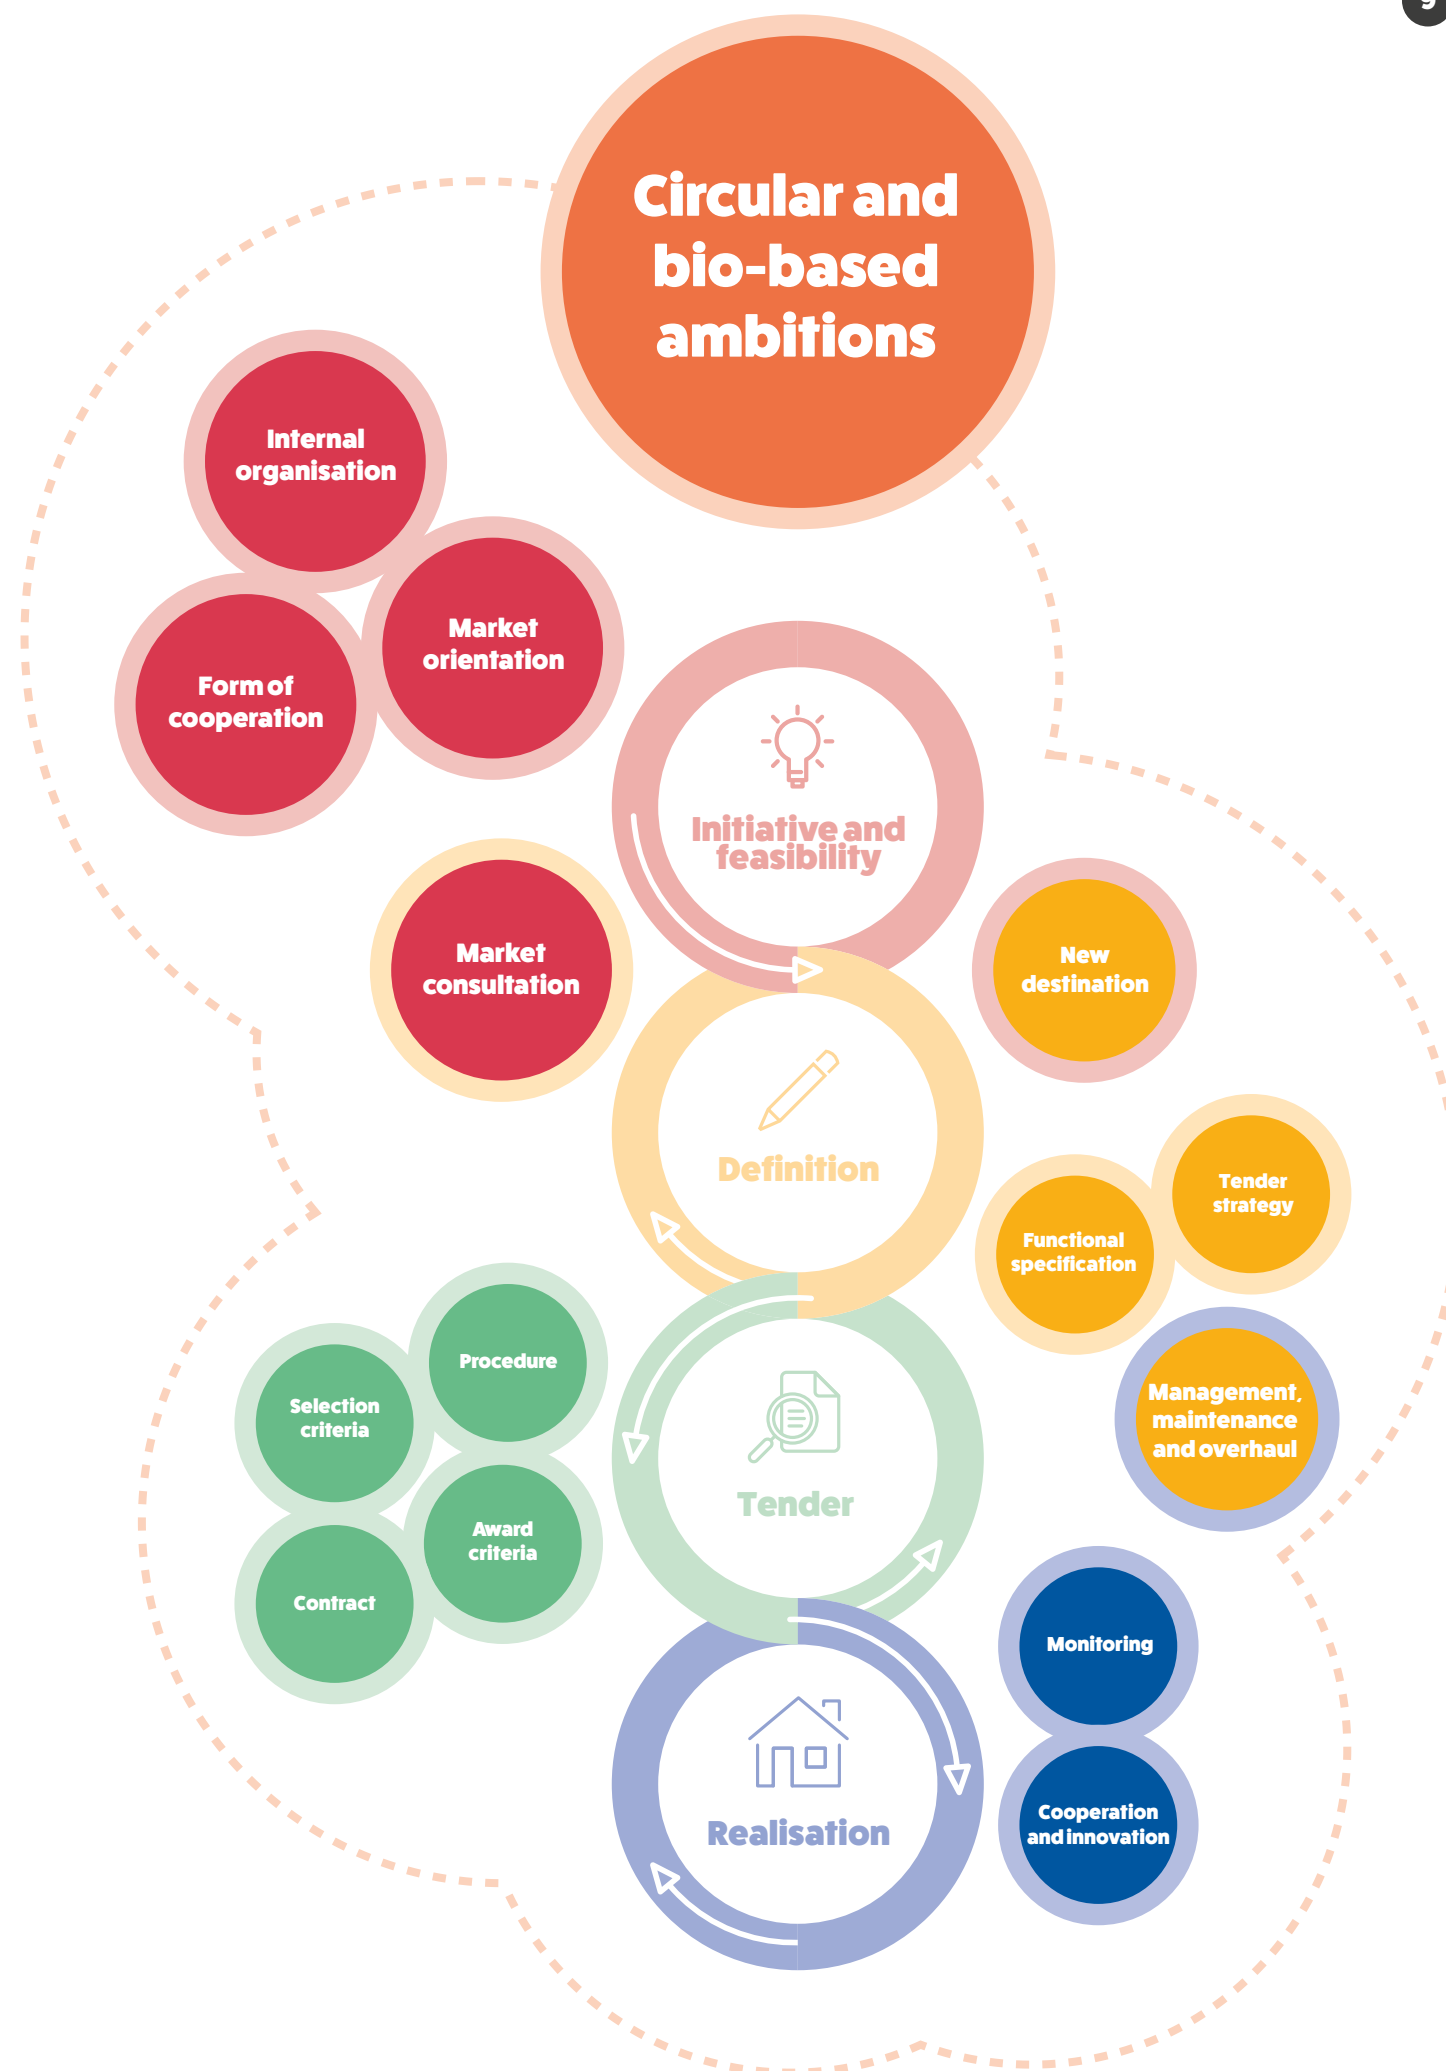 9
Circular and
bio-based
ambitions
Internal
organisation
Market
orientation
Form of
cooperation
Initiative and
feasibility
Market
consultation
New
destination
Definition
Tender
strategy
Functional
specification
Procedure
Selection
criteria
Management,
maintenance
and overhaul
Tender
Award
criteria
Contract
Monitoring
Realisation
Cooperation
and innovation